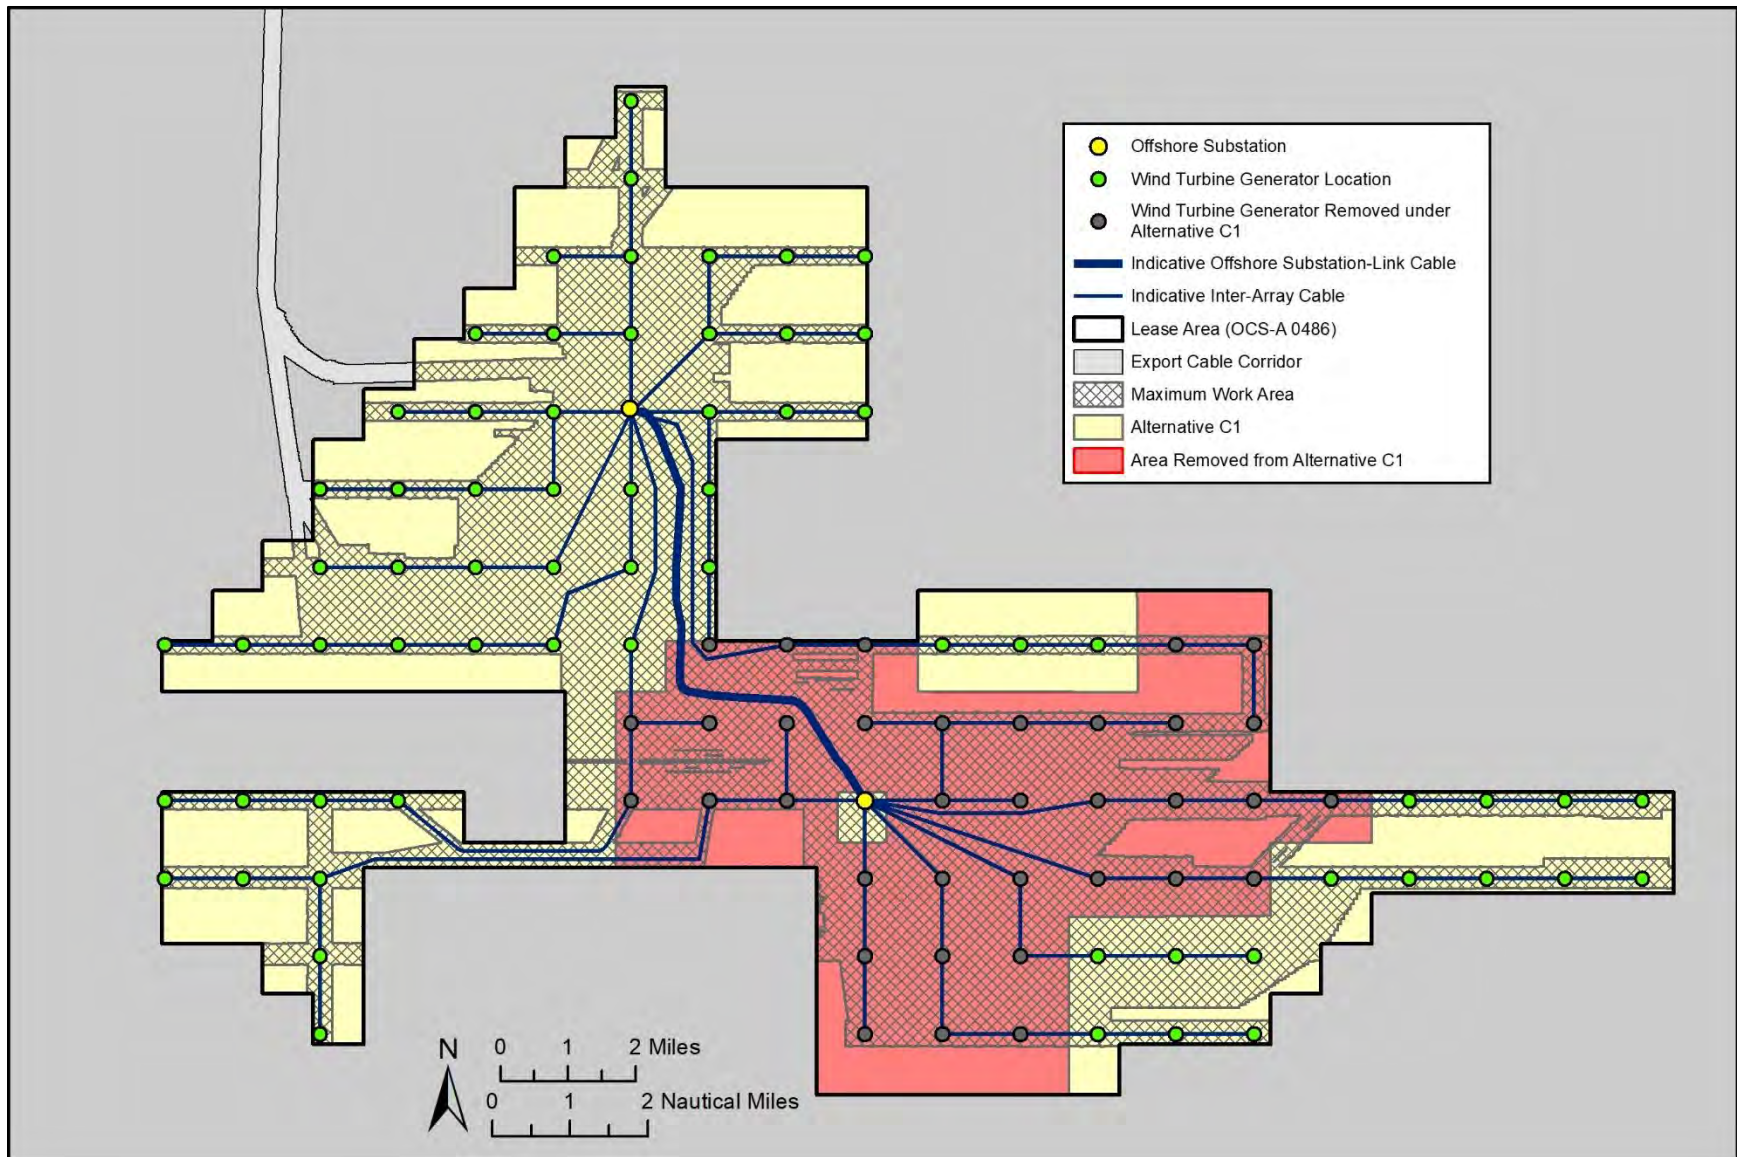 Offshore Substation
Wind Turbine Generator Location
Wind Turbine Generator Removed under
Alternative C1
Indicative Offshore Substation-Link Cable
Indicative Inter-Array Cable
Lease Area (OCS-A 0486)
Export Cable Corridor
Maximum Work Area
Alternative C1
Area Removed from Alternative C1
N
0 1 2 Miles
0 1 2 Nautical Miles